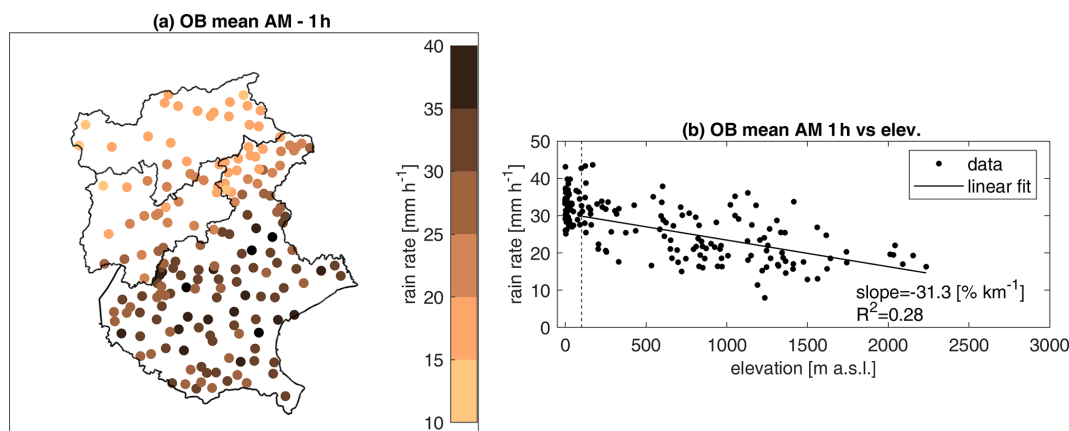 (a) OB mean AM - 1h
40
35
30
25
20
15
10
rain rate [mm h⁻¹]
(b) OB mean AM 1h vs elev.
50
40
30
20
10
0
rain rate [mm h⁻¹]
data
linear fit
slope=-31.3 [% km⁻¹]
R²=0.28
0 500 1000 1500 2000 2500 3000
elevation [m a.s.l.]